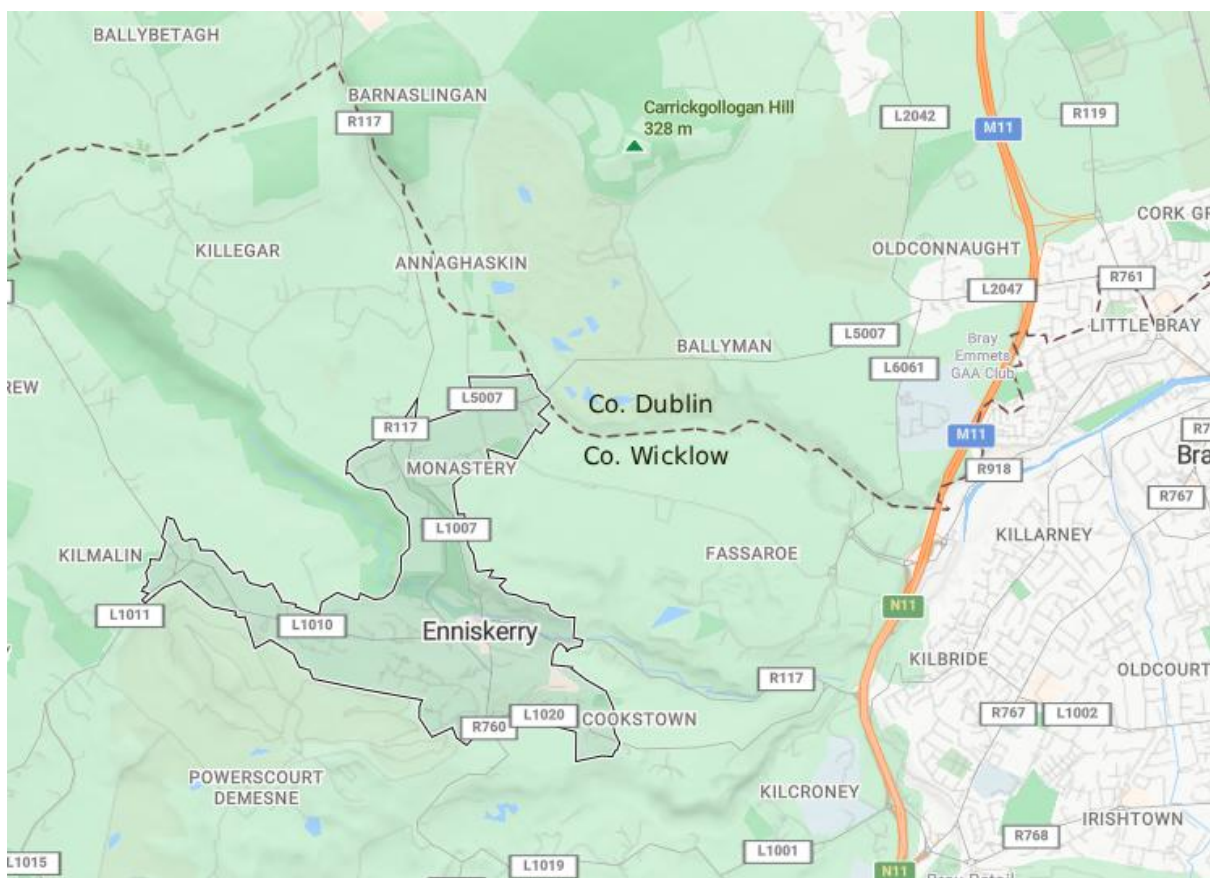 BALLYBETAGH
BARNASLINGAN
R117
Carrickgollogan Hill
328 m
L2042
M11
R119
CORK GR
KILLEGAR
ANNAGHASKIN
OLDCONNAUGHT
L2047
R761
LITTLE BRAY
BALLYMAN
L5007
Bray
Emmets
GAA Club
L6061
REW
L5007
Co. Dublin
R117
M11
Co. Wicklow
MONASTERY
R918
Bra
R767
L1007
KILLARNEY
KILMALIN
FASSAROE
L1011
L1010
Enniskerry
N11
KILBRIDE
OLDCOURT
R117
R760
L1020
COOKSTOWN
R767
L1002
POWERSCOURT
DEMESNE
KILCRONEY
IRISHTOWN
R768
L1015
L1019
L1001
N11